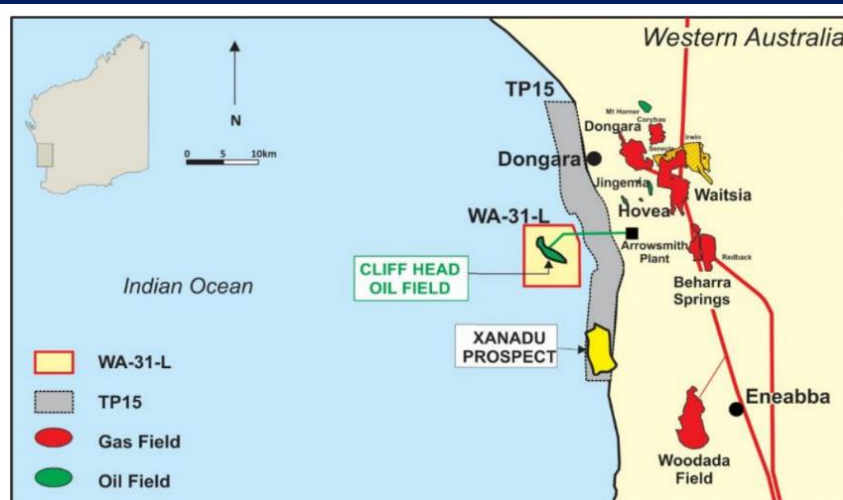 Western Australia
TP15
N
0 5 10km
Mt Horner
Corybas
Dongara
Irwin
Senecio
Dongara
Jingemia
Waitsia
Hovea
WA-31-L
Arrowsmith
Plant
Redback
CLIFF HEAD
OIL FIELD
Beharra
Springs
Indian Ocean
XANADU
PROSPECT
WA-31-L
TP15
Eneabba
Gas Field
Woodada
Field
Oil Field